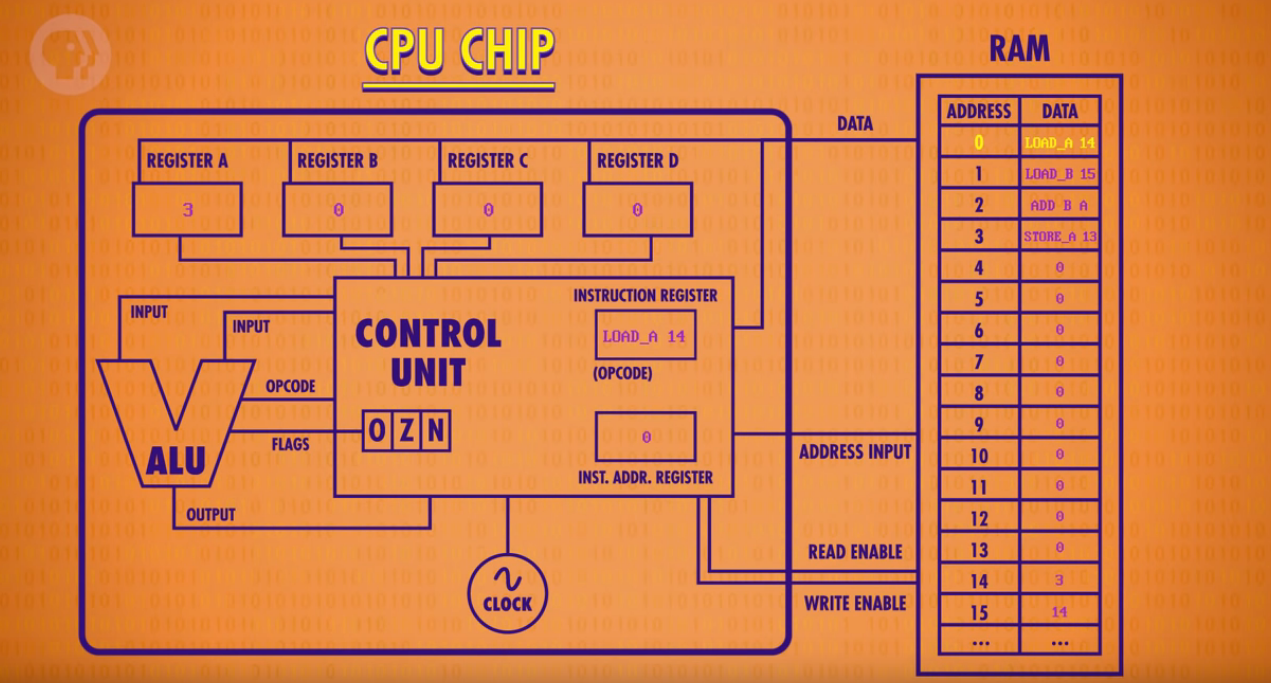 CPU CHIP
RAM
REGISTER A
REGISTER B
REGISTER C
REGISTER D
3
0
0
0
INPUT
INPUT
CONTROL
UNIT
INSTRUCTION REGISTER
LOAD_A 14
(OPCODE)
OPCODE
FLAGS
O Z N
0
INST. ADDR. REGISTER
ALU
OUTPUT
CLOCK
DATA
ADDRESS INPUT
READ ENABLE
WRITE ENABLE
ADDRESS DATA
0 LOAD_A 14
1 LOAD_B 15
2 ADD B A
3 STORE_A 13
4 0
5 0
6 0
7 0
8 0
9 0
10 0
11 0
12 0
13 0
14 3
15 14
... ...